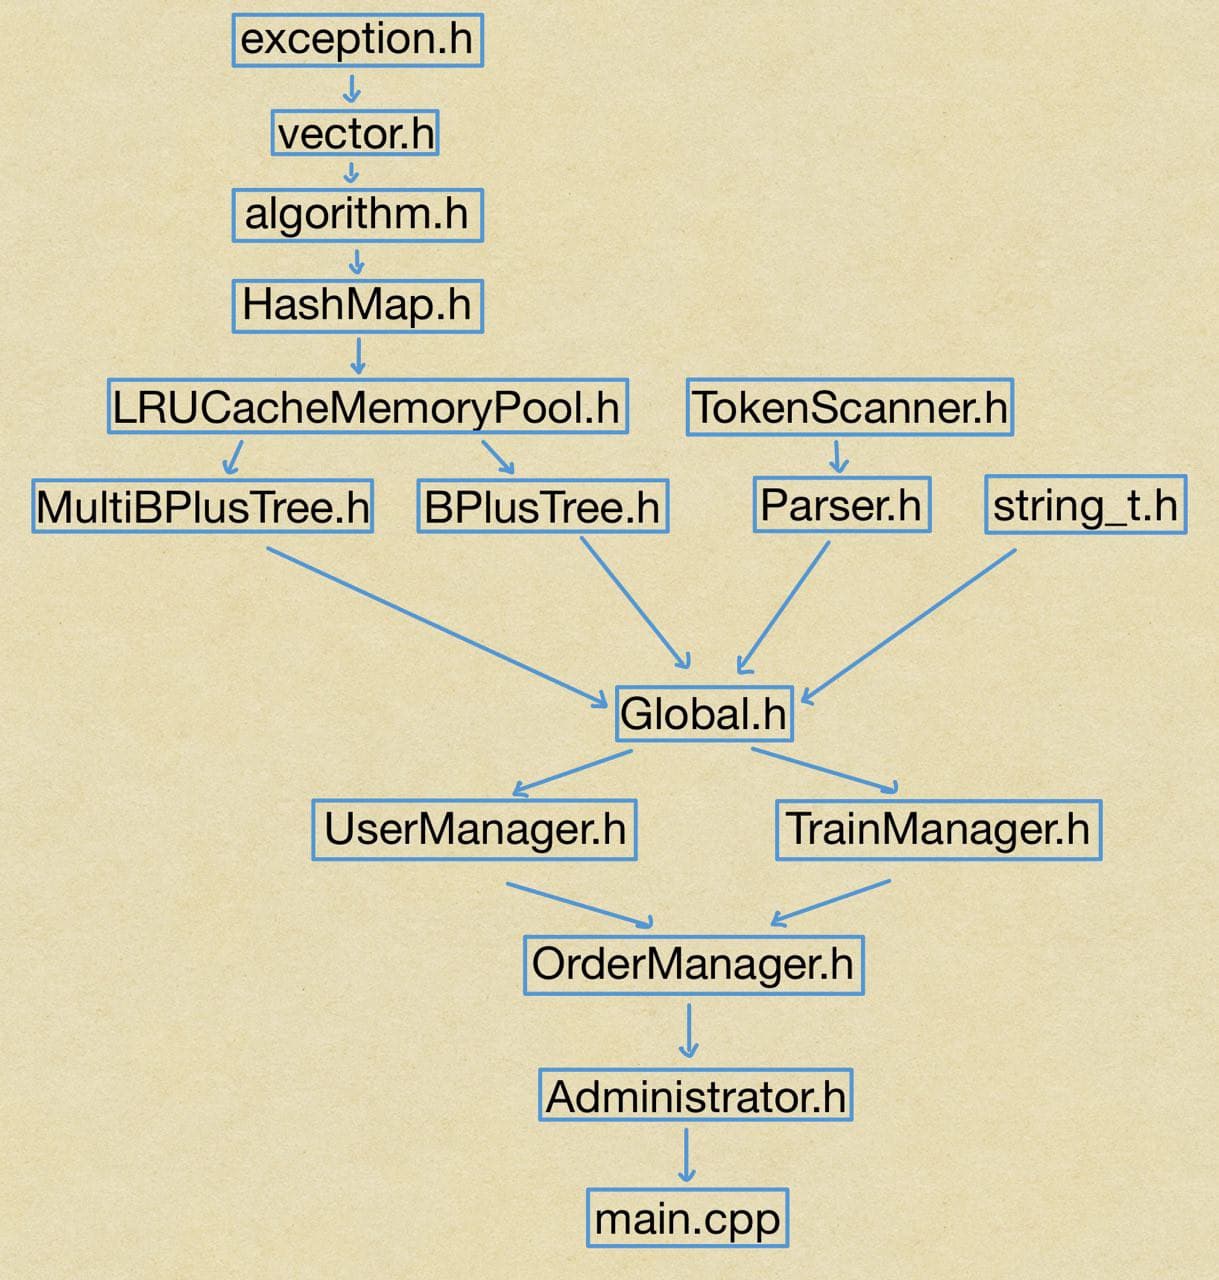 exception.h
vector.h
algorithm.h
HashMap.h
LRUCacheMemoryPool.h
TokenScanner.h
MultiBPlusTree.h
BPlusTree.h
Parser.h
string_t.h
Global.h
UserManager.h
TrainManager.h
OrderManager.h
Administrator.h
main.cpp